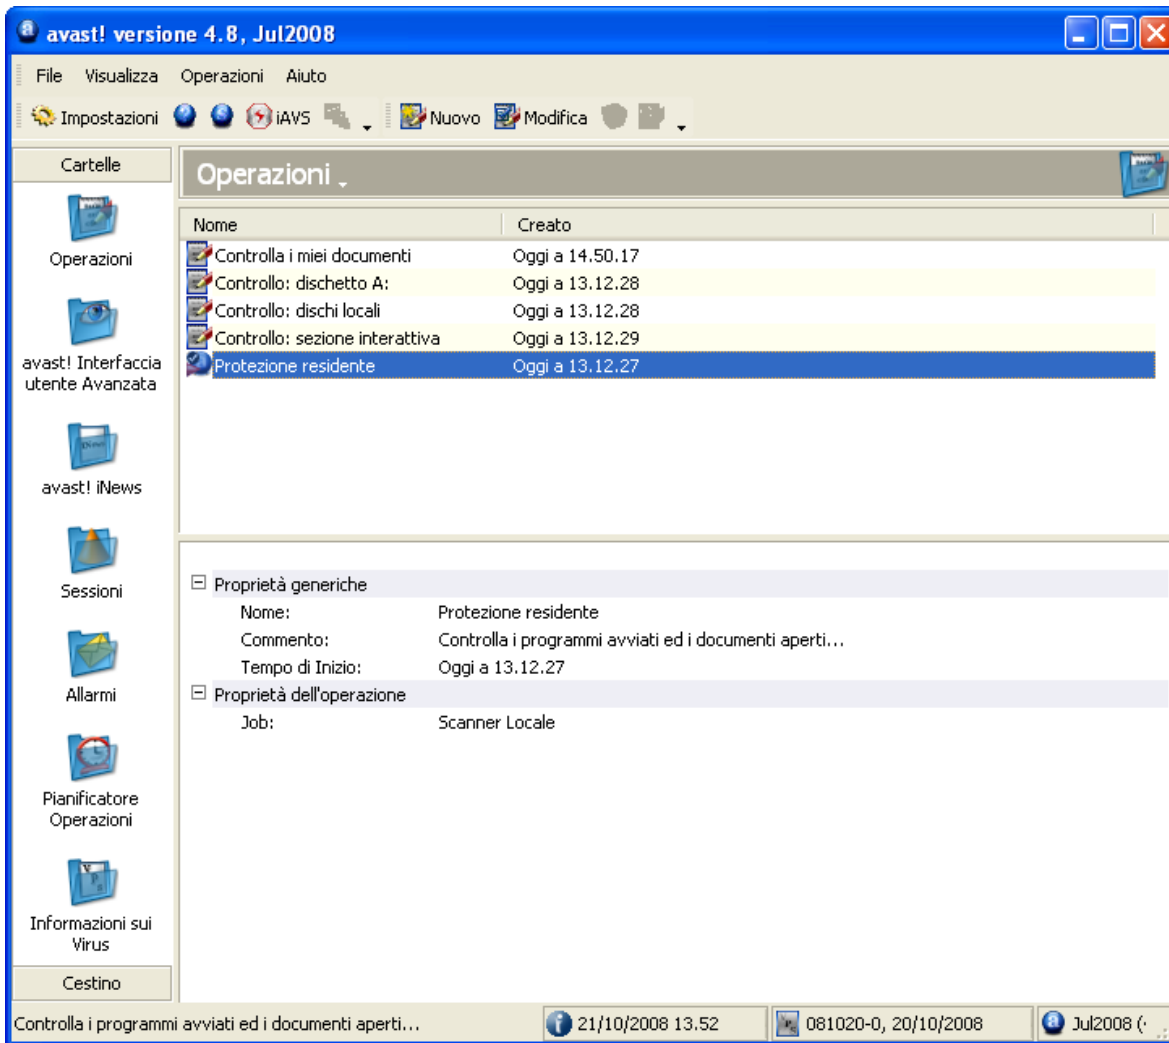 avast! versione 4.8, Jul2008
File Visualizza Operazioni Aiuto
Impostazioni iAVS Nuovo Modifica
Cartelle
Operazioni
avast! Interfaccia
utente Avanzata
avast! iNews
Sessioni
Allarmi
Pianificatore
Operazioni
Informazioni sui
Virus
Cestino
Operazioni
Nome Creato
Controlla i miei documenti Oggi a 14.50.17
Controllo: dischetto A: Oggi a 13.12.28
Controllo: dischi locali Oggi a 13.12.28
Controllo: sezione interattiva Oggi a 13.12.29
Protezione residente Oggi a 13.12.27
Proprietà generiche
Nome: Protezione residente
Commento: Controlla i programmi avviati ed i documenti aperti...
Tempo di Inizio: Oggi a 13.12.27
Proprietà dell'operazione
Job: Scanner Locale
Controlla i programmi avviati ed i documenti aperti... 21/10/2008 13.52 081020-0, 20/10/2008 Jul2008 (